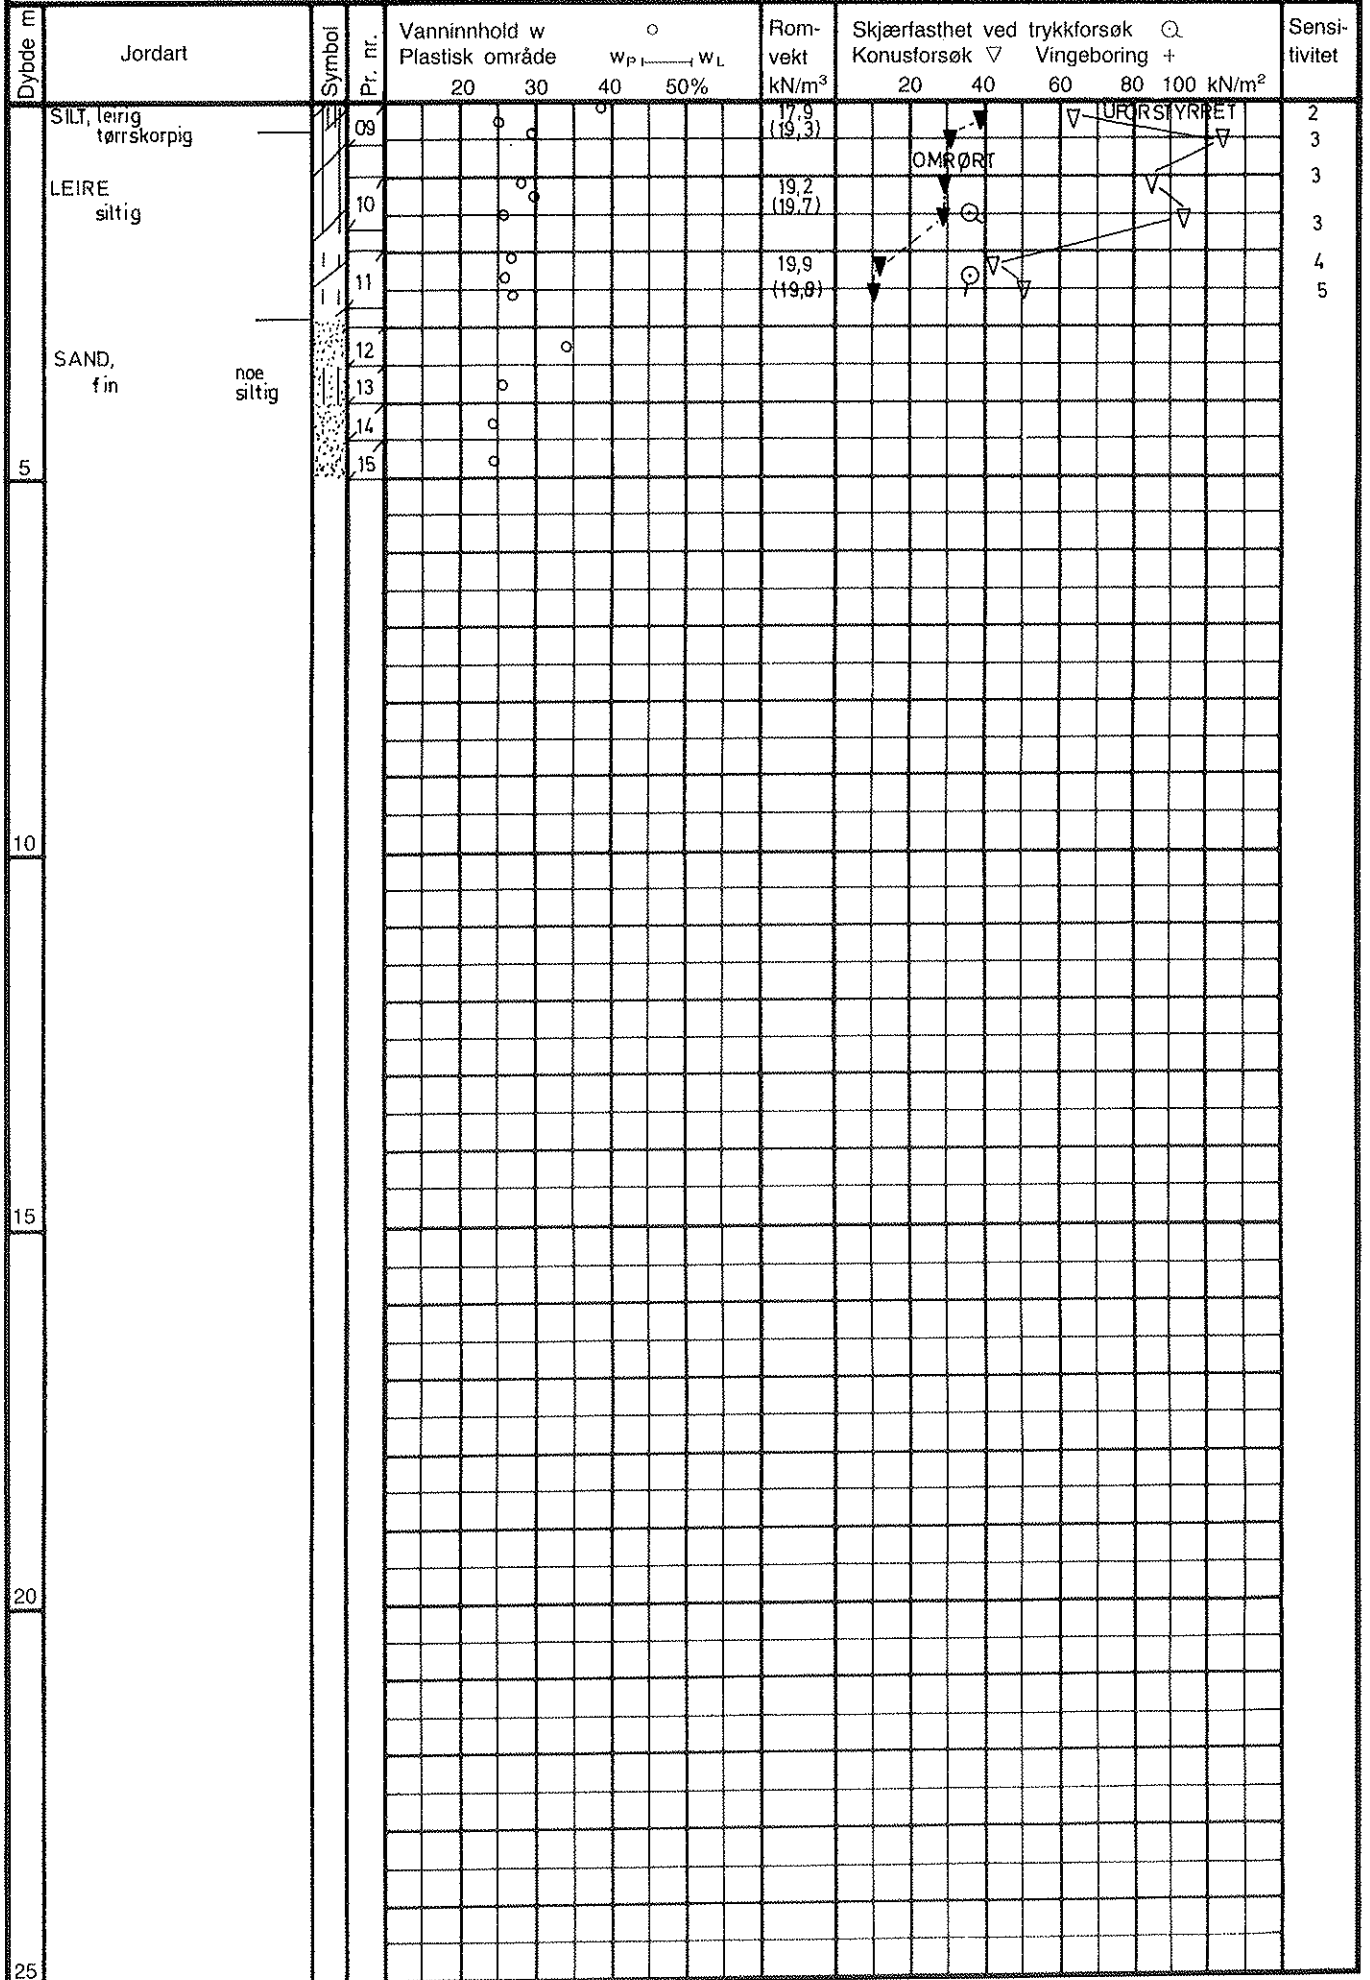 Dybde m
Jordart
Symbol
Pr. nr.
Vanninnhold w
Plastisk område wP wL
20 30 40 50%
Rom-
vekt
kN/m³
Skjærfasthet ved trykkforsøk
Konusforsøk ▽ Vingeboring +
20 40 60 80 100 kN/m²
Sensi-
tivitet
SILT, leirig
tørrskorpig
09
17,9
(19,3)
UFORSTYRRET
2
3
OMRØRT
LEIRE
siltig
10
19,2
(19,7)
3
3
11
19,9
(19,8)
4
5
SAND,
fin
noe
siltig
12
13
14
15
5
10
15
20
25